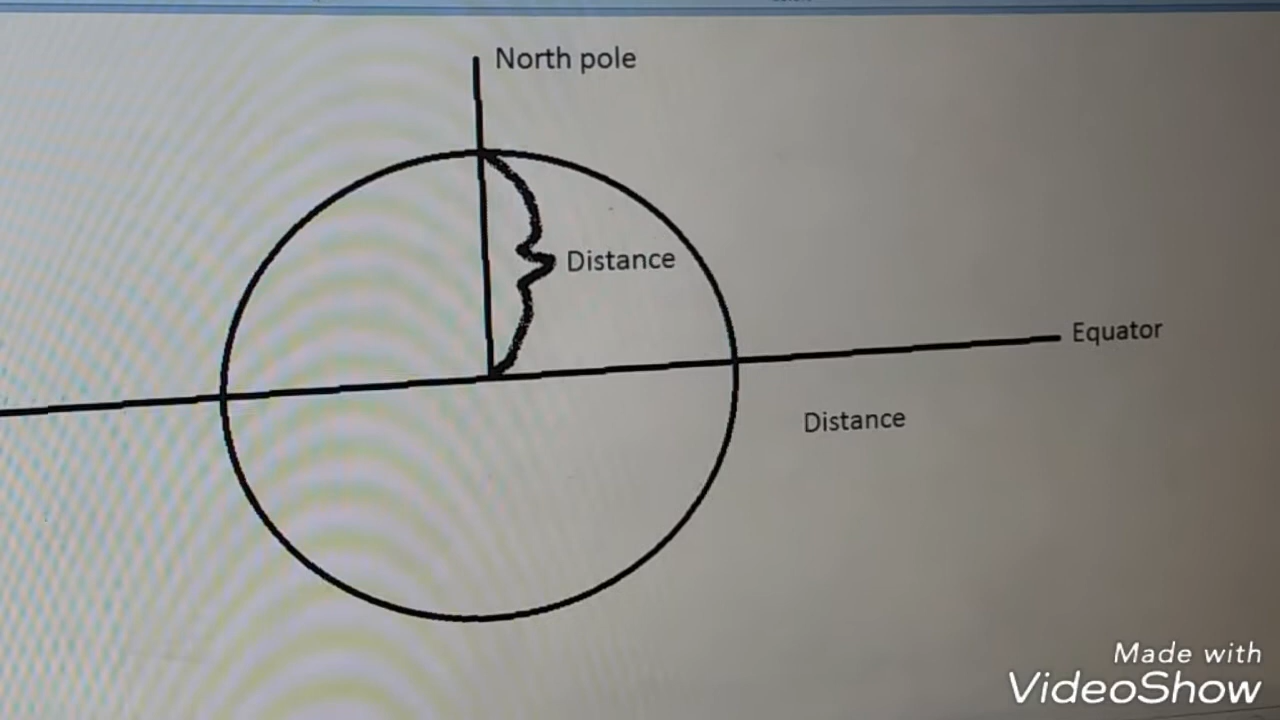 North pole
Distance
Equator
Distance
Made with
VideoShow